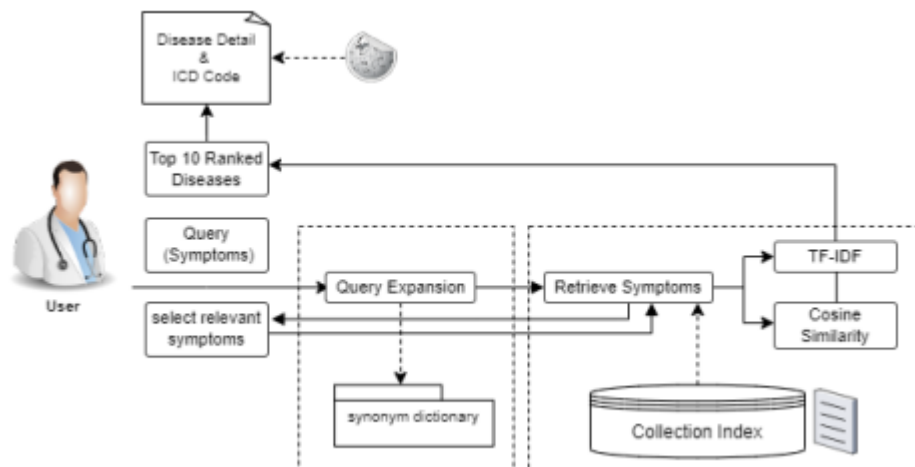 Disease Detail
&
ICD Code
Top 10 Ranked
Diseases
Query
(Symptoms)
User
Query Expansion
Retrieve Symptoms
TF-IDF
select relevant
symptoms
Cosine
Similarity
synonym dictionary
Collection Index